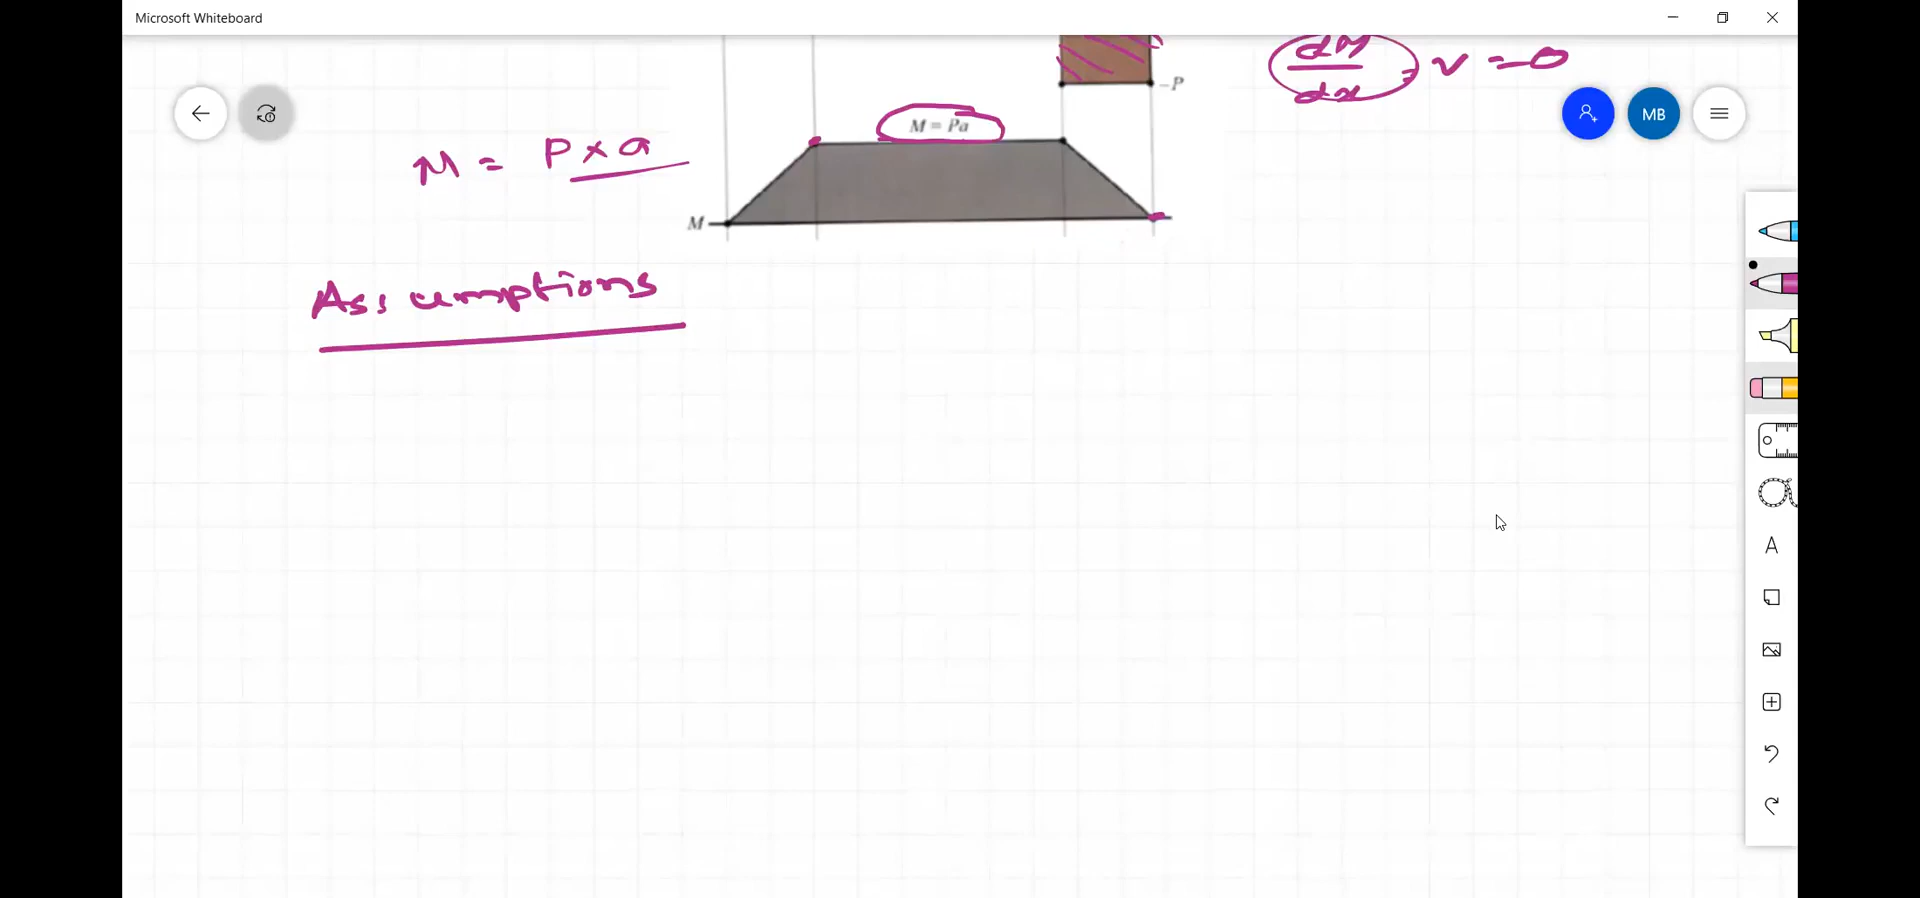 Microsoft Whiteboard
dM/dx = v = 0
-P
MB
M = Pa
M = P x a
M
Assumptions
A